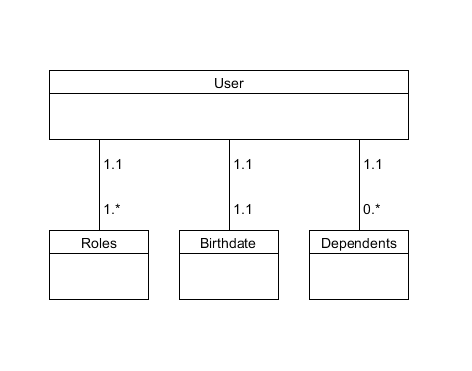 User
1.1 1.1 1.1
1.* 1.1 0.*
Roles Birthdate Dependents